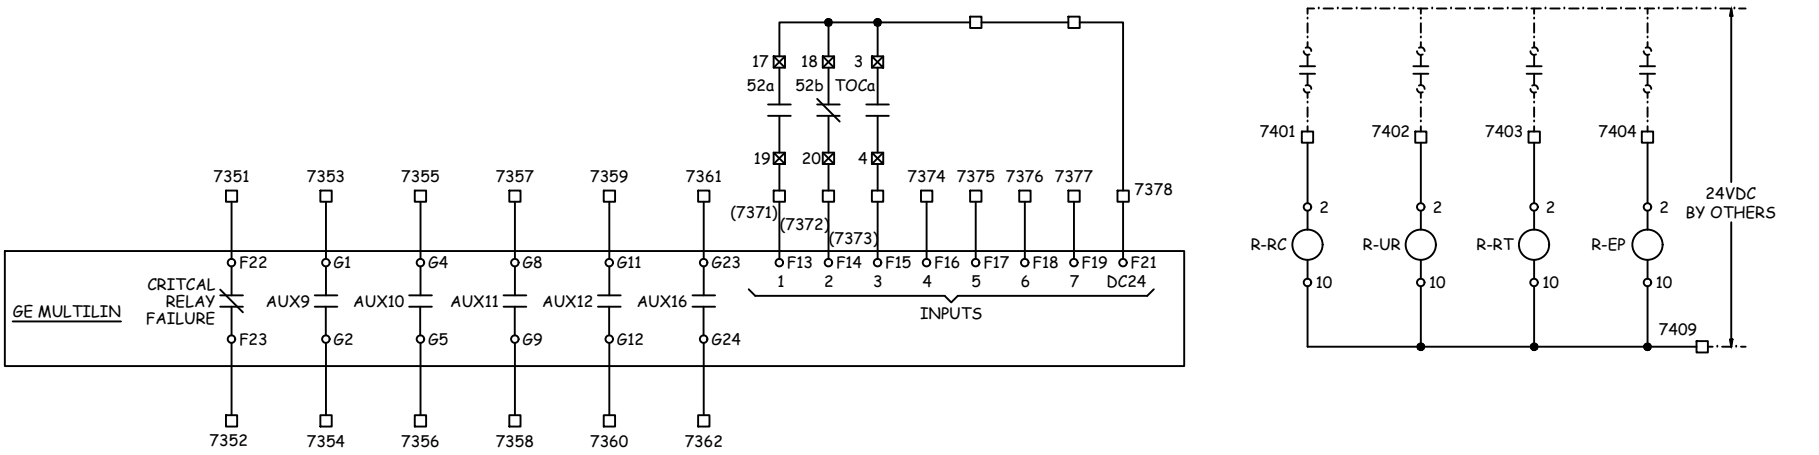 17 18 3
52a 52b TOCa
19 20 4
7351 7353 7355 7357 7359 7361
7374 7375 7376 7377
7378
(7371)
(7372)
(7373)
F22 G1 G4 G8 G11 G23 F13 F14 F15 F16 F17 F18 F19 F21
1 2 3 4 5 6 7 DC24
INPUTS
CRITCAL
RELAY
FAILURE
AUX9 AUX10 AUX11 AUX12 AUX16
GE MULTILIN
F23 G2 G5 G9 G12 G24
7352 7354 7356 7358 7360 7362
7401 7402 7403 7404
2 2 2 2
R-RC R-UR R-RT R-EP
10 10 10 10
7409
24VDC
BY OTHERS